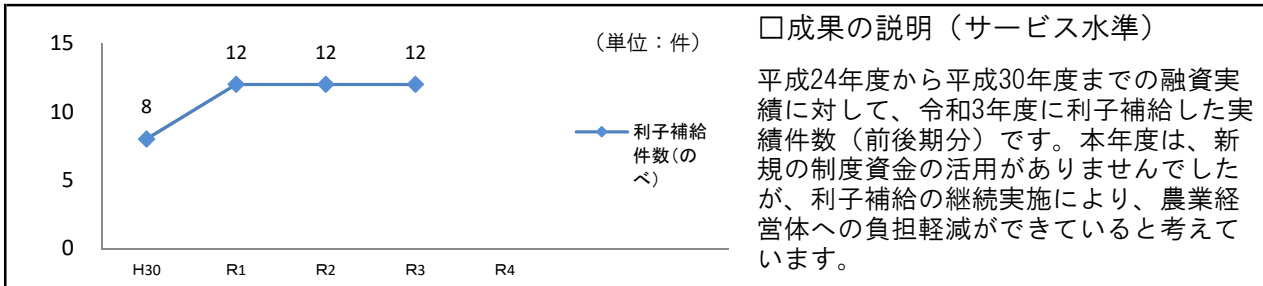 15
10
5
0
8
12
12
12
（単位：件）
利子補給
件数（の
べ）
H30
R1
R2
R3
R4
□成果の説明（サービス水準）
平成24年度から平成30年度までの融資実
績に対して、令和3年度に利子補給した実
績件数（前後期分）です。本年度は、新
規の制度資金の活用がありませんでした
が、利子補給の継続実施により、農業経
営体への負担軽減ができていると考えて
います。